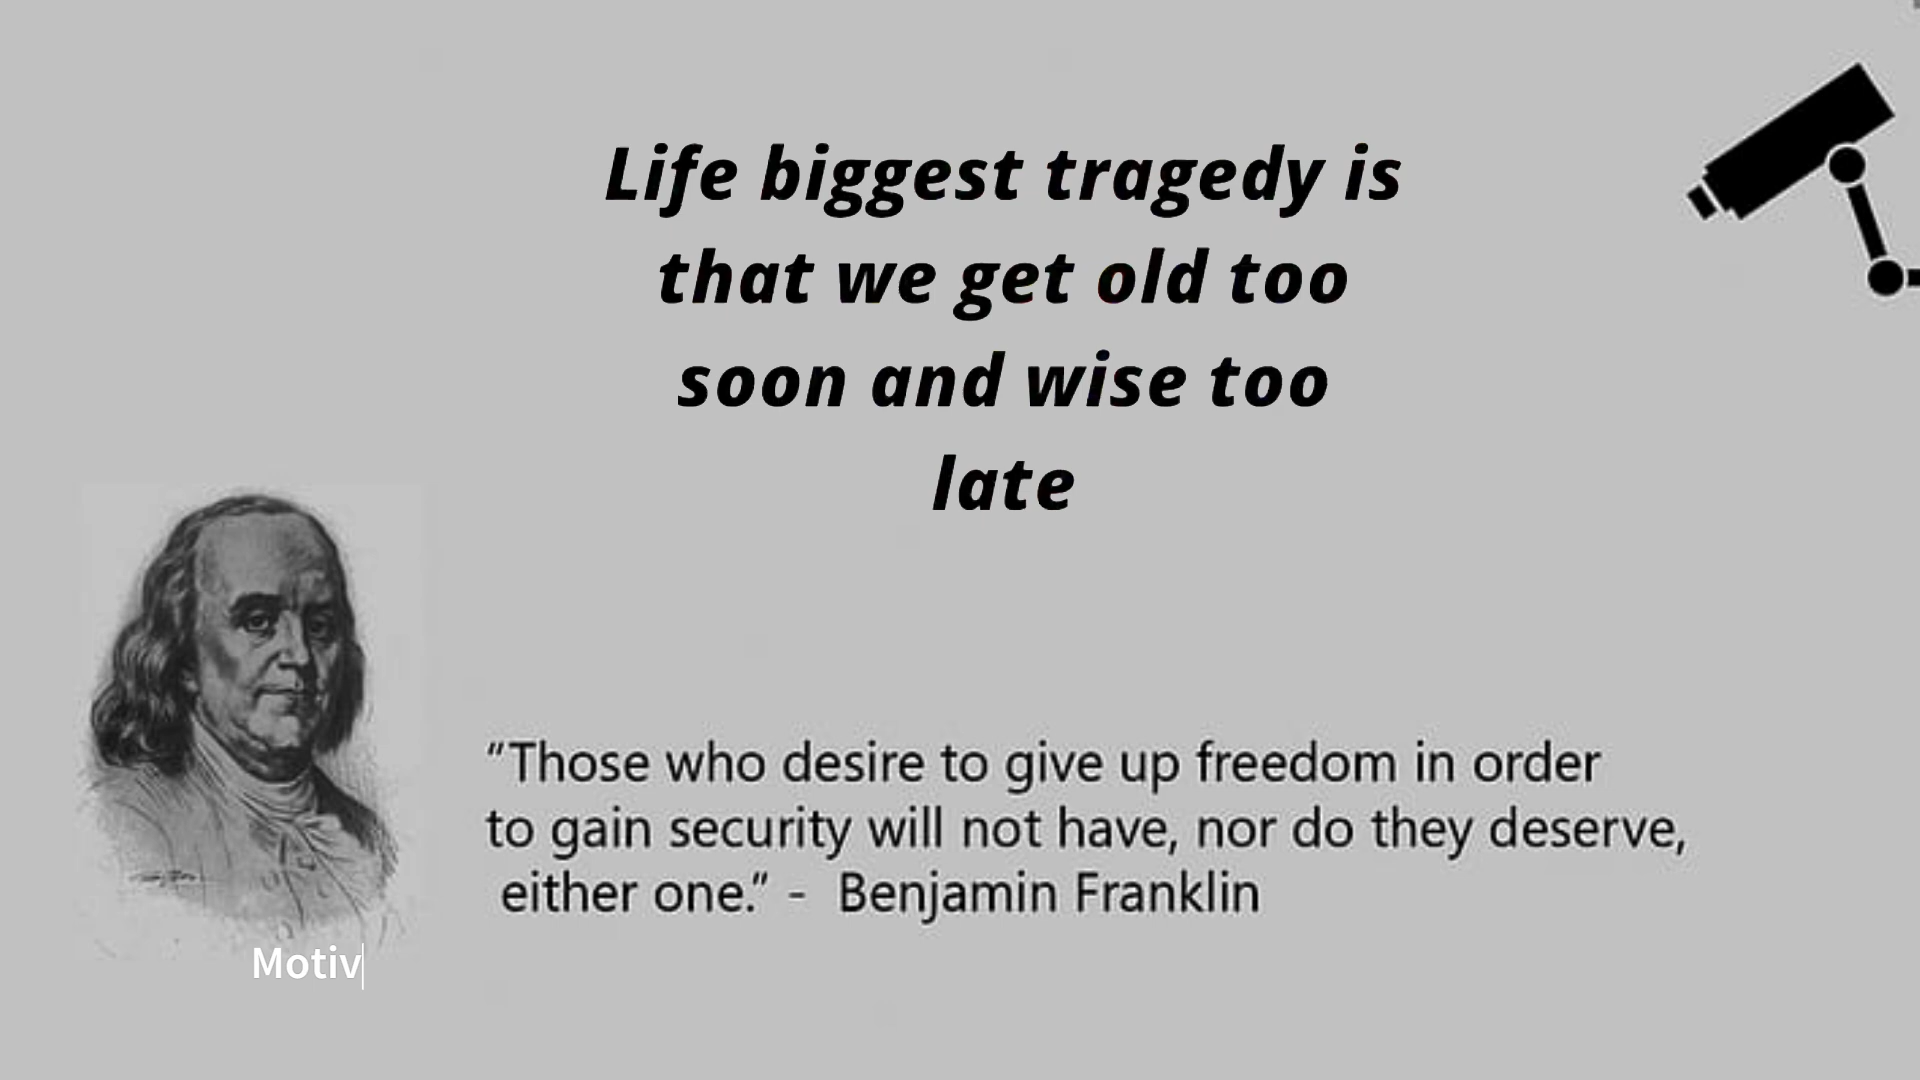 Life biggest tragedy is
that we get old too
soon and wise too
late
“Those who desire to give up freedom in order
to gain security will not have, nor do they deserve,
either one.” - Benjamin Franklin
Motiv